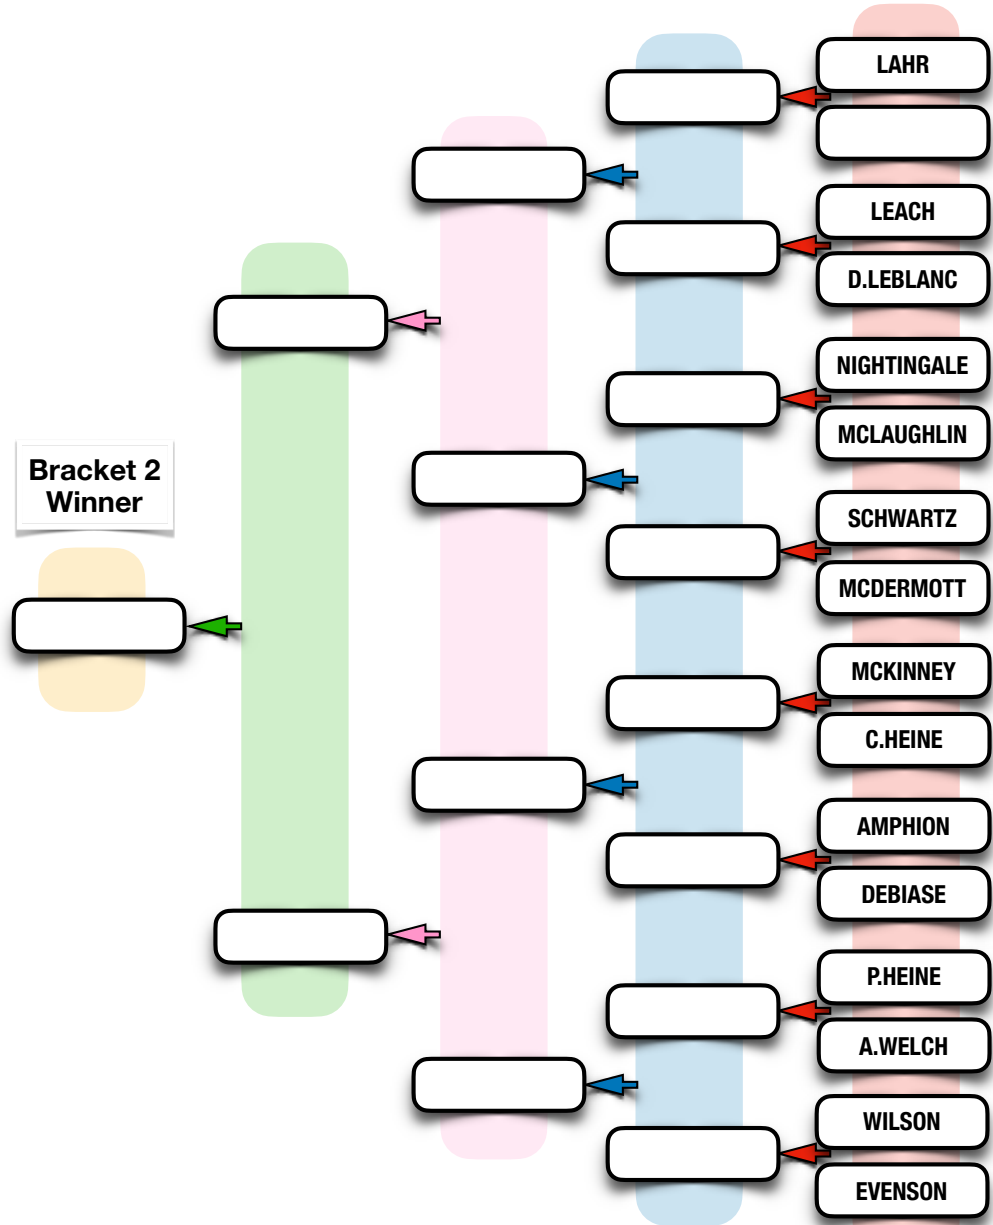 LAHR
LEACH
D.LEBLANC
NIGHTINGALE
MCLAUGHLIN
Bracket 2
Winner
SCHWARTZ
MCDERMOTT
MCKINNEY
C.HEINE
AMPHION
DEBIASE
P.HEINE
A.WELCH
WILSON
EVENSON